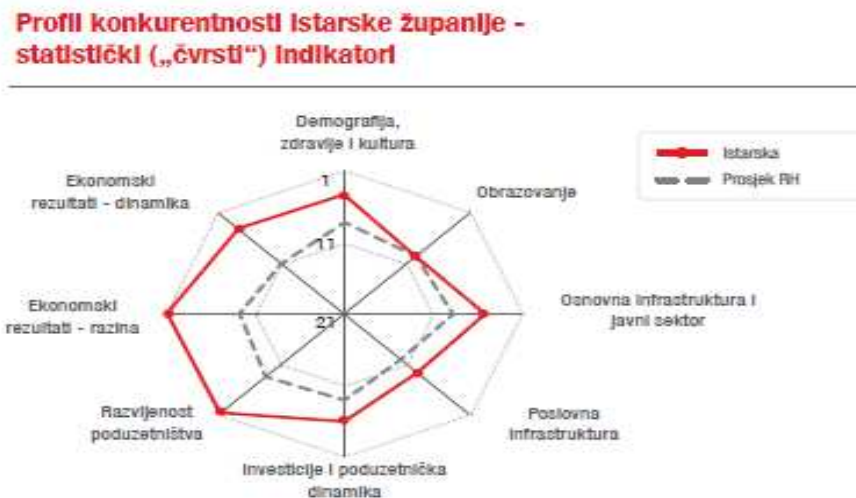 Profil konkurentnosti Istarske županije -
statistički („čvrsti“) indikatori
Demografija,
zdravlje i kultura
Ekonomski
rezultati - dinamika
1
Obrazovanje
Istarska
Prosjek RH
11
Ekonomski
rezultati - razina
21
Osnovna infrastruktura i
javni sektor
Razvijenost
poduzetništva
Poslovna
infrastruktura
Investicije i poduzetnička
dinamika